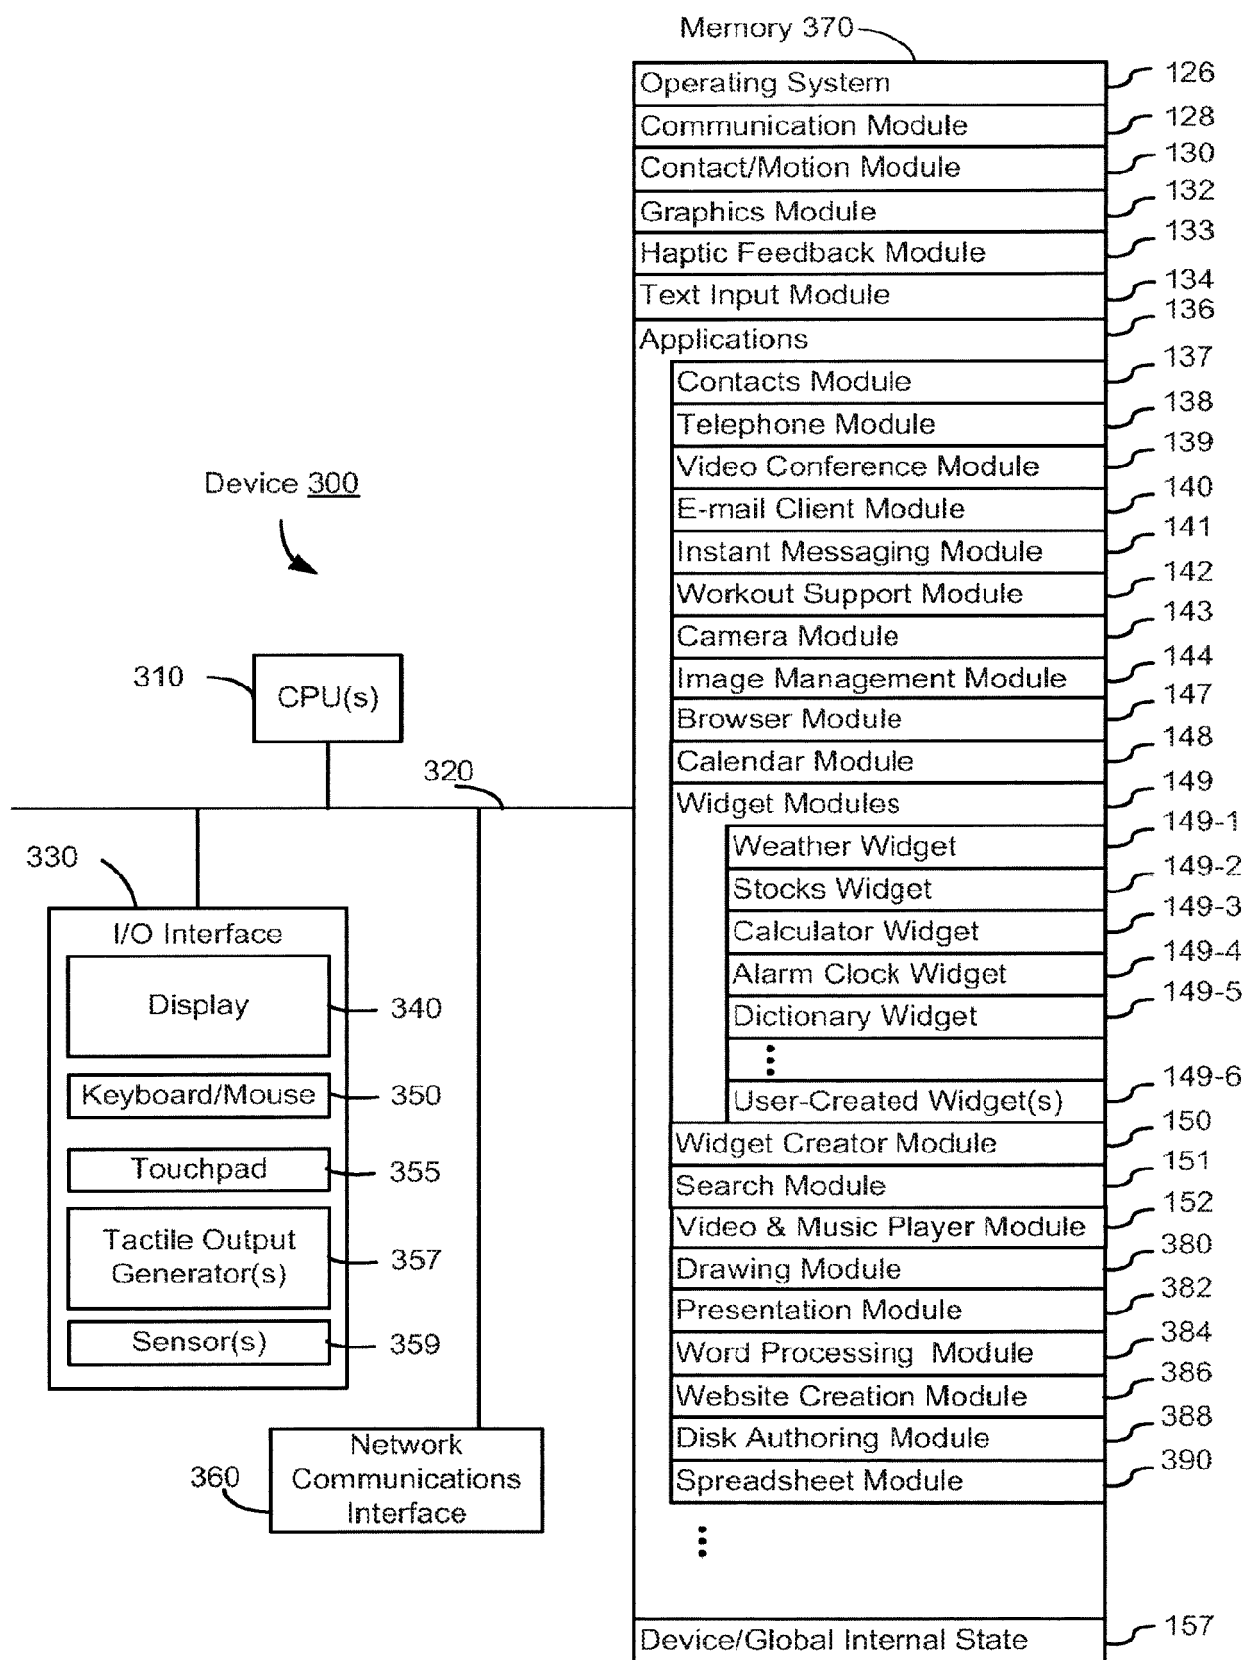 Memory 370
Operating System 126
Communication Module 128
Contact/Motion Module 130
Graphics Module 132
Haptic Feedback Module 133
Text Input Module 134
Applications 136
Contacts Module 137
Telephone Module 138
Video Conference Module 139
E-mail Client Module 140
Instant Messaging Module 141
Workout Support Module 142
Camera Module 143
Image Management Module 144
Browser Module 147
Calendar Module 148
Widget Modules 149
Weather Widget 149-1
Stocks Widget 149-2
Calculator Widget 149-3
Alarm Clock Widget 149-4
Dictionary Widget 149-5
User-Created Widget(s) 149-6
Widget Creator Module 150
Search Module 151
Video & Music Player Module 152
Drawing Module 380
Presentation Module 382
Word Processing Module 384
Website Creation Module 386
Disk Authoring Module 388
Spreadsheet Module 390
Device/Global Internal State 157
Device 300
310
CPU(s)
320
330
I/O Interface
Display 340
Keyboard/Mouse 350
Touchpad 355
Tactile Output
Generator(s) 357
Sensor(s) 359
360
Network
Communications
Interface